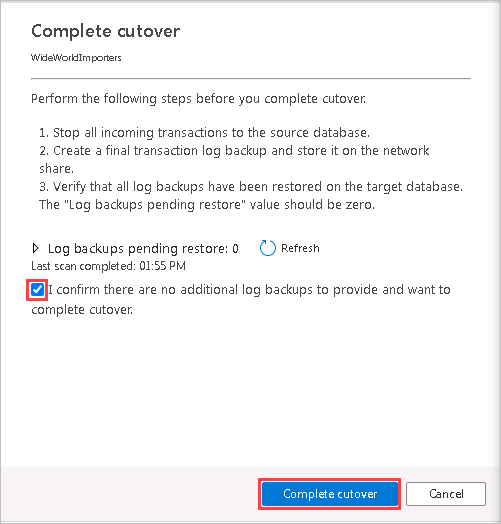 Complete cutover
WideWorldImporters
Perform the following steps before you complete cutover.
1. Stop all incoming transactions to the source database.
2. Create a final transaction log backup and store it on the network
share.
3. Verify that all log backups have been restored on the target database.
The "Log backups pending restore" value should be zero.
Log backups pending restore: 0 Refresh
Last scan completed: 01:55 PM
I confirm there are no additional log backups to provide and want to
complete cutover.
Complete cutover Cancel